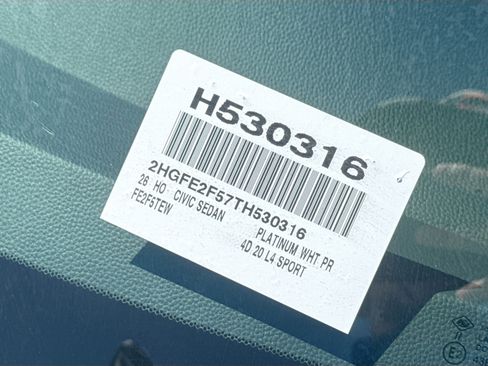 H530316
2HGFE2F57TH530316
26 HO CIVIC SEDAN PLATINUM WHT PR
FE2F5TEW 4D 20 L4 SPORT